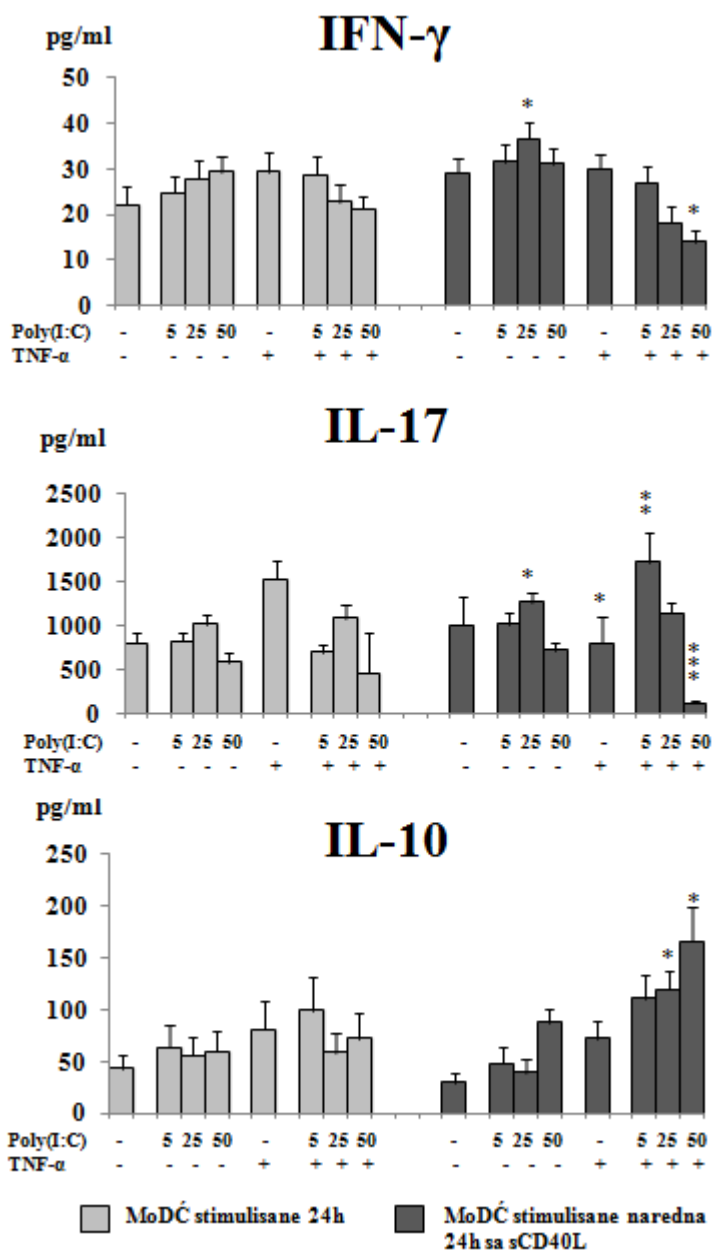 IFN-γ
pg/ml
50
40
30
20
10
0
*
*
Poly(I:C) - 5 25 50 - 5 25 50 - 5 25 50 - 5 25 50
TNF-α - - - - + + + + - - - - + + + +
IL-17
pg/ml
2500
2000
1500
1000
500
0
*
*
**
***
Poly(I:C) - 5 25 50 - 5 25 50 - 5 25 50 - 5 25 50
TNF-α - - - - + + + + - - - - + + + +
pg/ml
IL-10
250
200
150
100
50
0
*
*
Poly(I:C) - 5 25 50 - 5 25 50 - 5 25 50 - 5 25 50
TNF-α - - - - + + + + - - - - + + + +
MoDĆ stimulisane 24h
MoDĆ stimulisane naredna
24h sa sCD40L